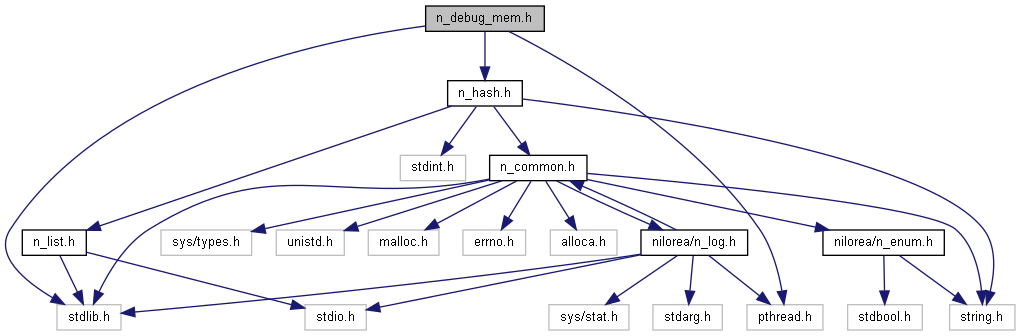 n_debug_mem.h
n_hash.h
stdint.h
n_common.h
n_list.h
sys/types.h
unistd.h
malloc.h
errno.h
alloca.h
nilorea/n_log.h
nilorea/n_enum.h
stdlib.h
stdio.h
sys/stat.h
stdarg.h
pthread.h
stdbool.h
string.h